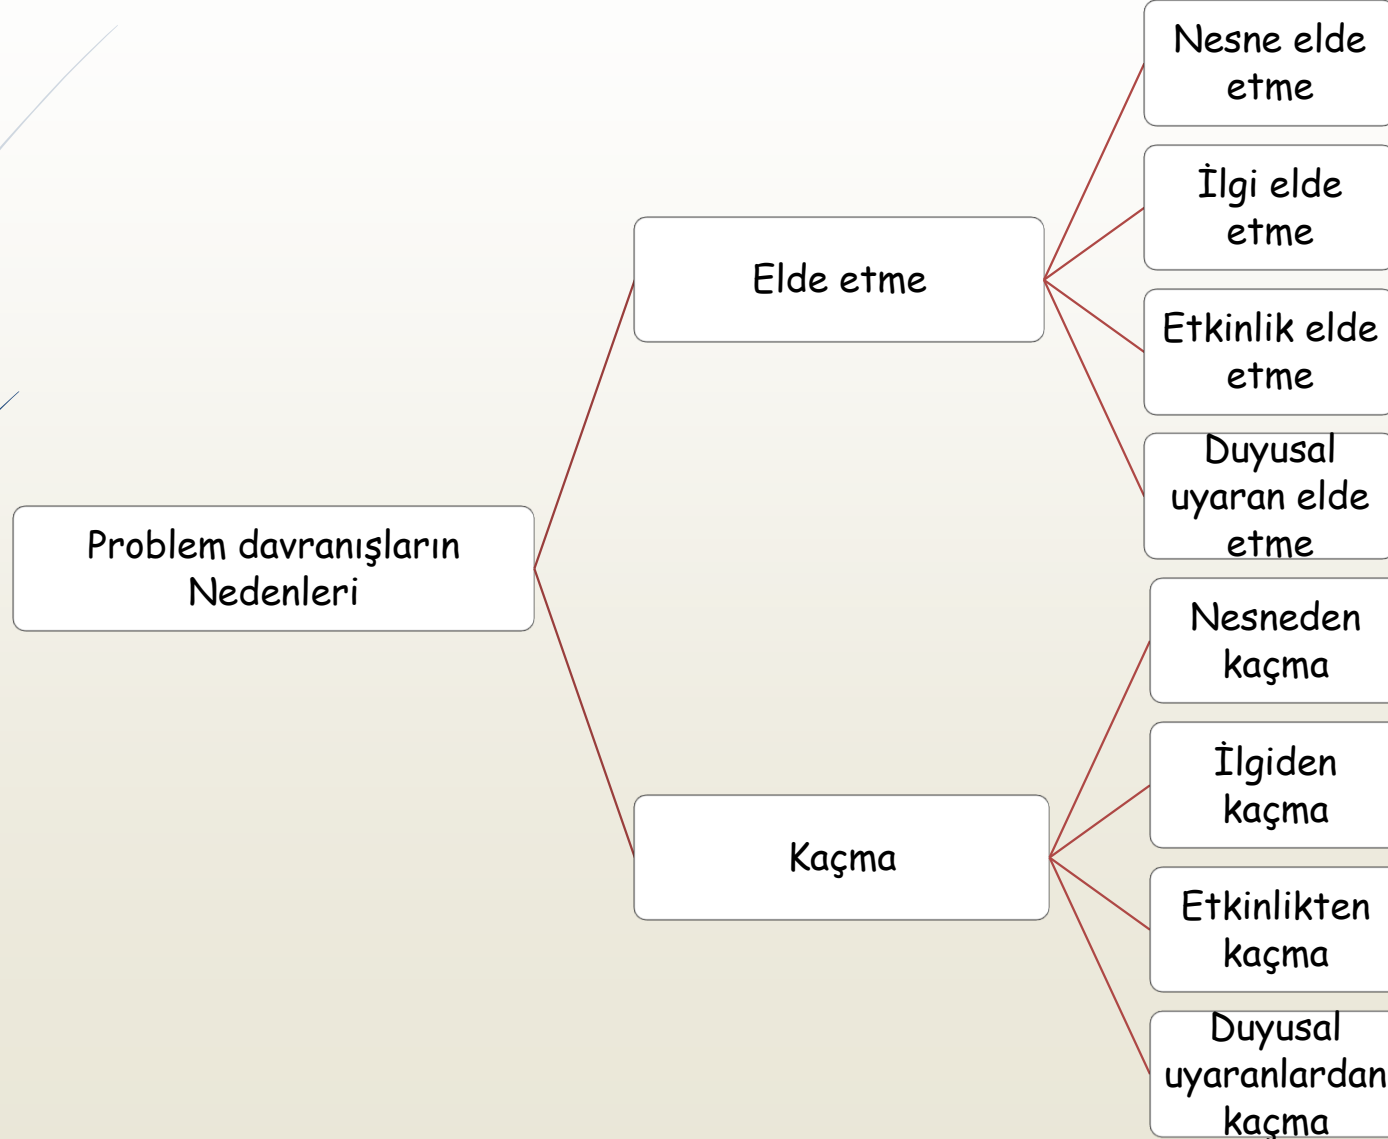 Problem davranışların
Nedenleri
Elde etme
Nesne elde
etme
İlgi elde
etme
Etkinlik elde
etme
Duyusal
uyaran elde
etme
Kaçma
Nesneden
kaçma
İlgiden
kaçma
Etkinlikten
kaçma
Duyusal
uyaranlardan
kaçma